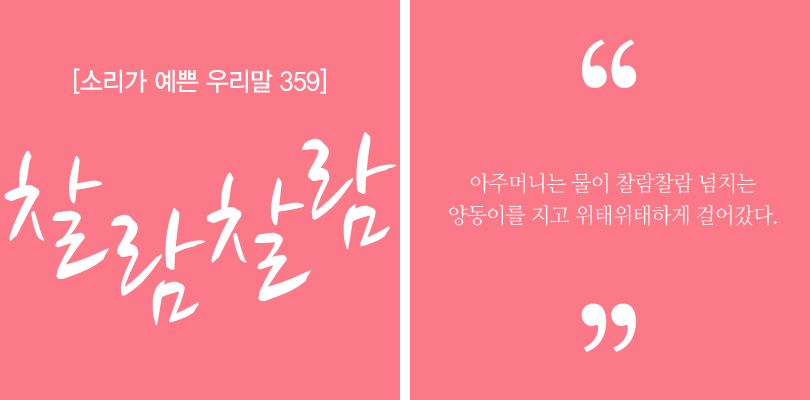 [소리가 예쁜 우리말 359]
찰람찰람
“
아주머니는 물이 찰람찰람 넘치는
양동이를 지고 위태위태하게 걸어갔다.
”